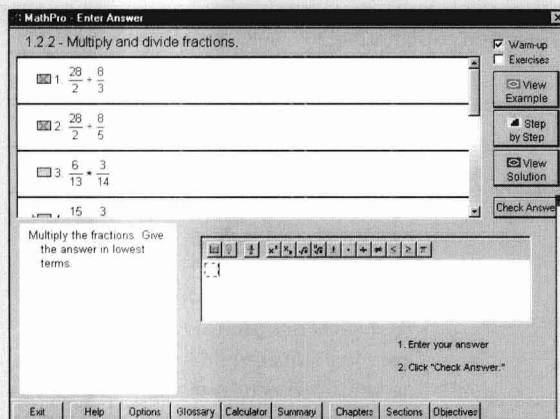 MathPro - Enter Answer
1.2.2 - Multiply and divide fractions.
Warm-up
Exercises
1. 28/2 ÷ 8/3
2. 28/2 ÷ 8/5
3. 6/13 * 3/14
15 3
View
Example
Step
by Step
View
Solution
Check Answe
Multiply the fractions. Give
the answer in lowest
terms.
1. Enter your answer
2. Click "Check Answer."
Exit Help Options Glossary Calculator Summary Chapters Sections Objectives